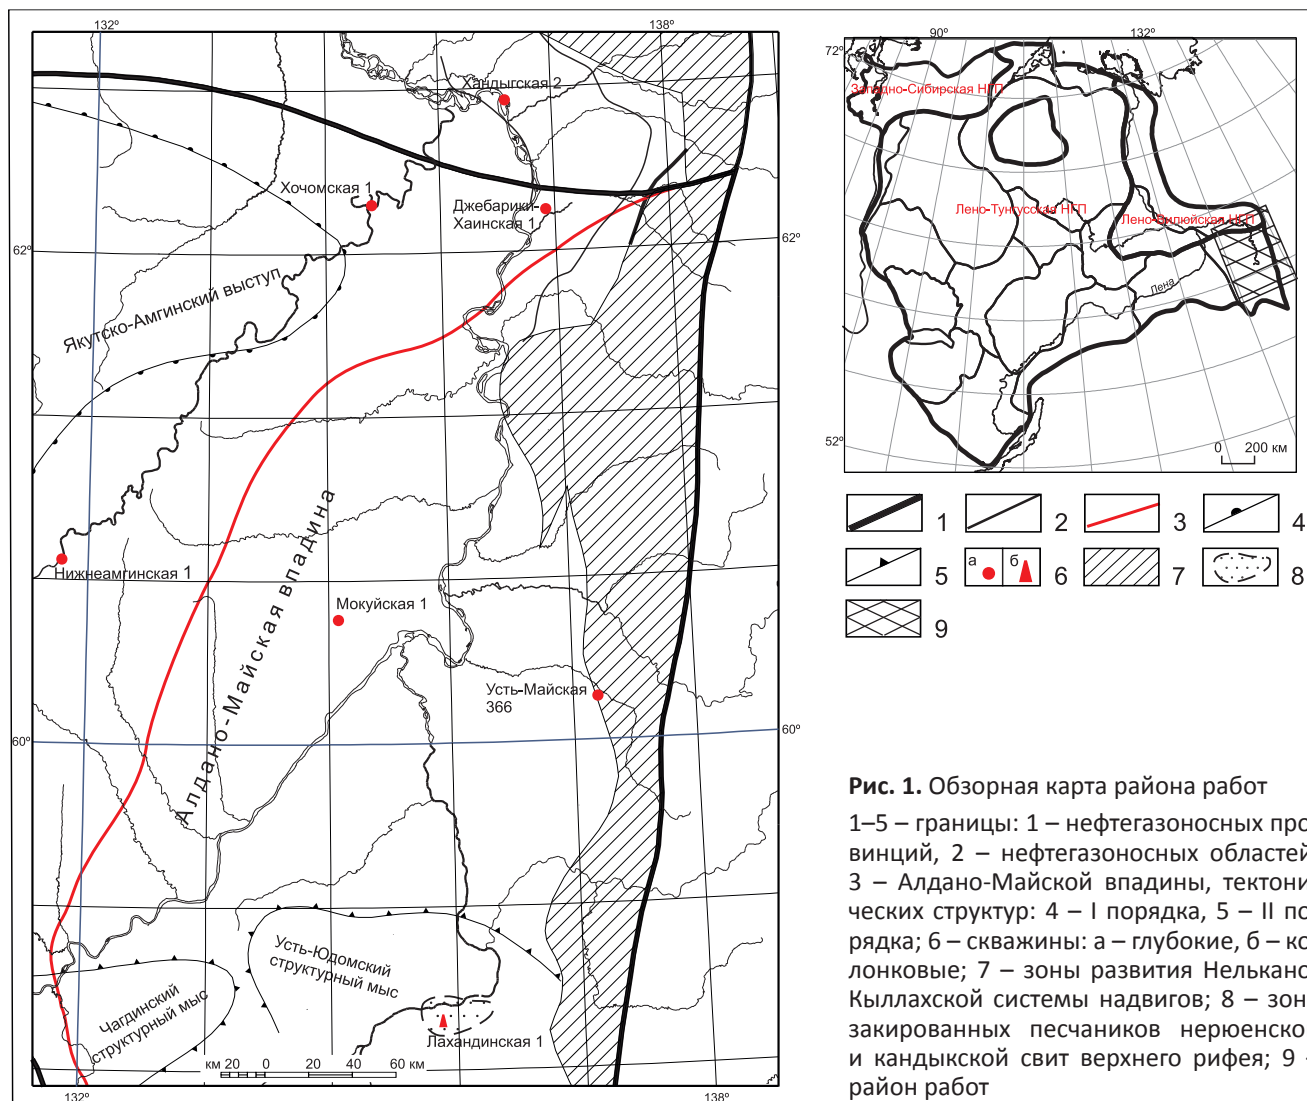 132°
138°
Хандыгская 2
Хочомская 1
Джебарики-
Хаинская 1
62°
62°
Якутско-Амгинский выступ
Нижнеамгинская 1
Алдано-Майская впадина
Мокуйская 1
Усть-Майская
366
60°
60°
Усть-Юдомский
структурный мыс
Чагдинский
структурный мыс
Лахандинская 1
км 20 0 20 40 60 км
132°
138°
72°
90°
132°
Западно-Сибирская НГП
Лено-Тунгусская НГП
Лено-Вилюйская НГП
Лена
52°
0 200 км
1 2 3 4
5 а б 6 7 8
9
Рис. 1. Обзорная карта района работ
1–5 – границы: 1 – нефтегазоносных про
винций, 2 – нефтегазоносных областей
3 – Алдано-Майской впадины, тектони
ческих структур: 4 – I порядка, 5 – II по
рядка; 6 – скважины: а – глубокие, б – ко
лонковые; 7 – зоны развития Нелькано
Кыллахской системы надвигов; 8 – зон
закированных песчаников нерюенско
и кандыкской свит верхнего рифея; 9 –
район работ